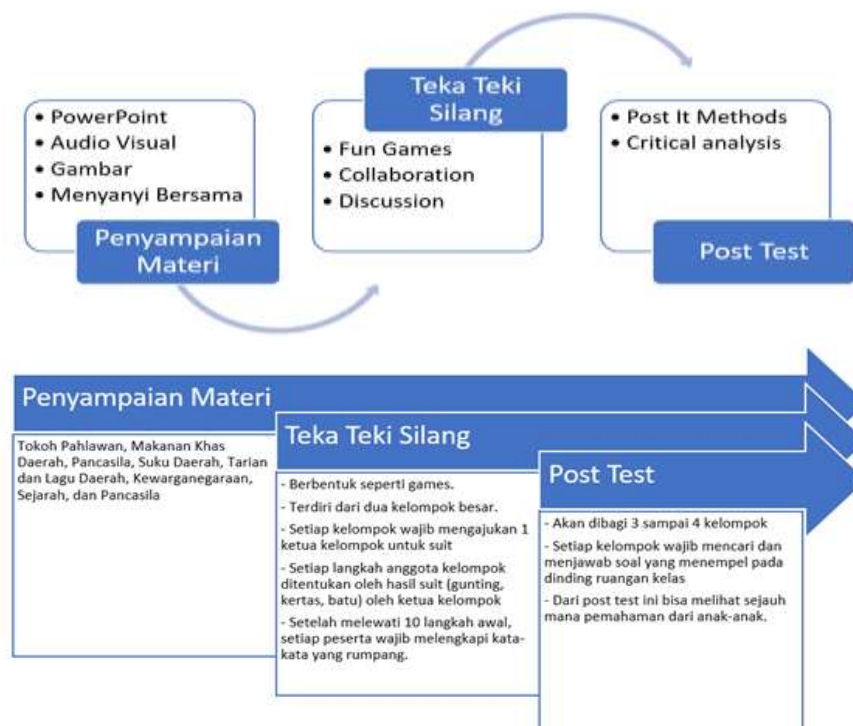 • PowerPoint
• Audio Visual
• Gambar
• Menyanyi Bersama
Penyampaian
Materi
Teka Teki
Silang
• Fun Games
• Collaboration
• Discussion
• Post It Methods
• Critical analysis
Post Test
Penyampaian Materi
Tokoh Pahlawan, Makanan Khas
Daerah, Pancasila, Suku Daerah, Tarian
dan Lagu Daerah, Kewarganegaraan,
Sejarah, dan Pancasila
Teka Teki Silang
- Berbentuk seperti games.
- Terdiri dari dua kelompok besar.
- Setiap kelompok wajib mengajukan 1
ketua kelompok untuk suit
- Setiap langkah anggota kelompok
ditentukan oleh hasil suit (gunting,
kertas, batu) oleh ketua kelompok
- Setelah melewati 10 langkah awal,
setiap peserta wajib melengkapi kata-
kata yang rumpang.
Post Test
- Akan dibagi 3 sampai 4 kelompok
- Setiap kelompok wajib mencari dan
menjawab soal yang menempel pada
dinding ruangan kelas
- Dari post test ini bisa melihat sejauh
mana pemahaman dari anak-anak.